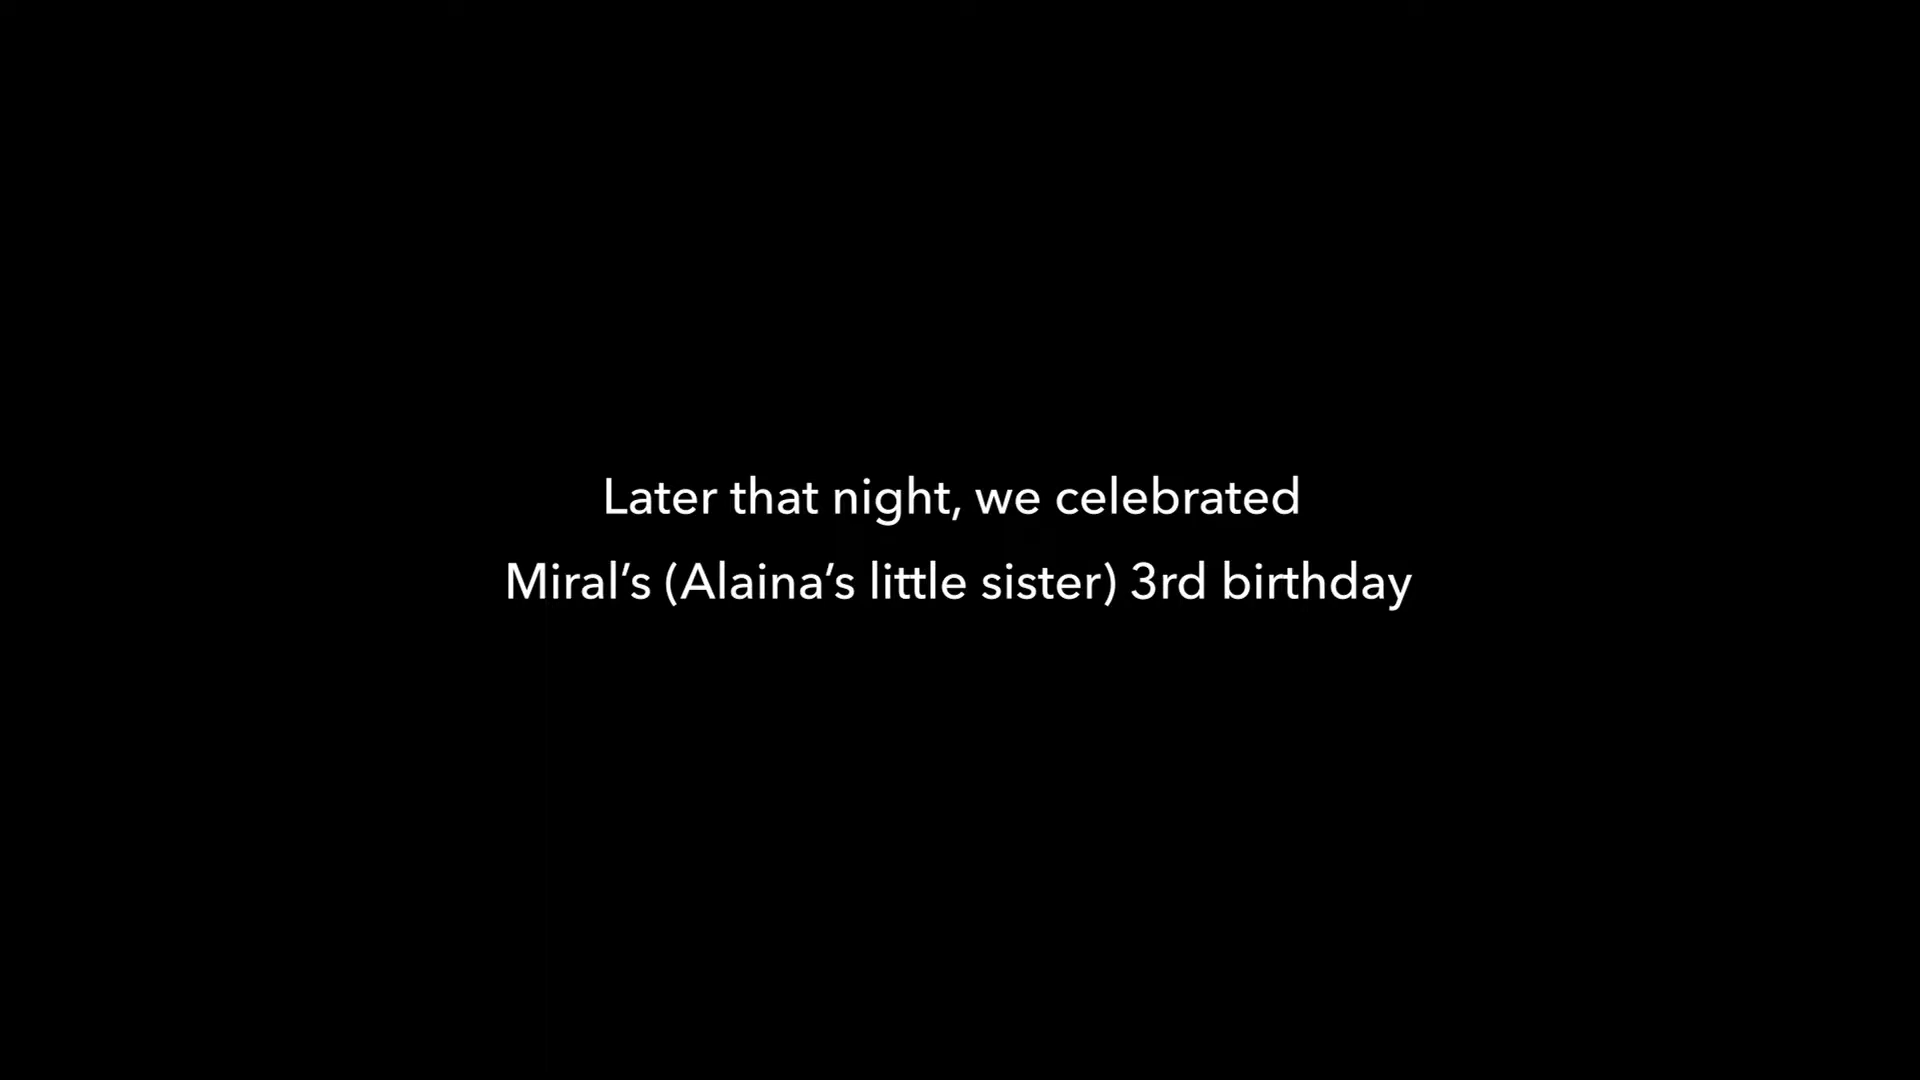 Later that night, we celebrated
Miral’s (Alaina’s little sister) 3rd birthday